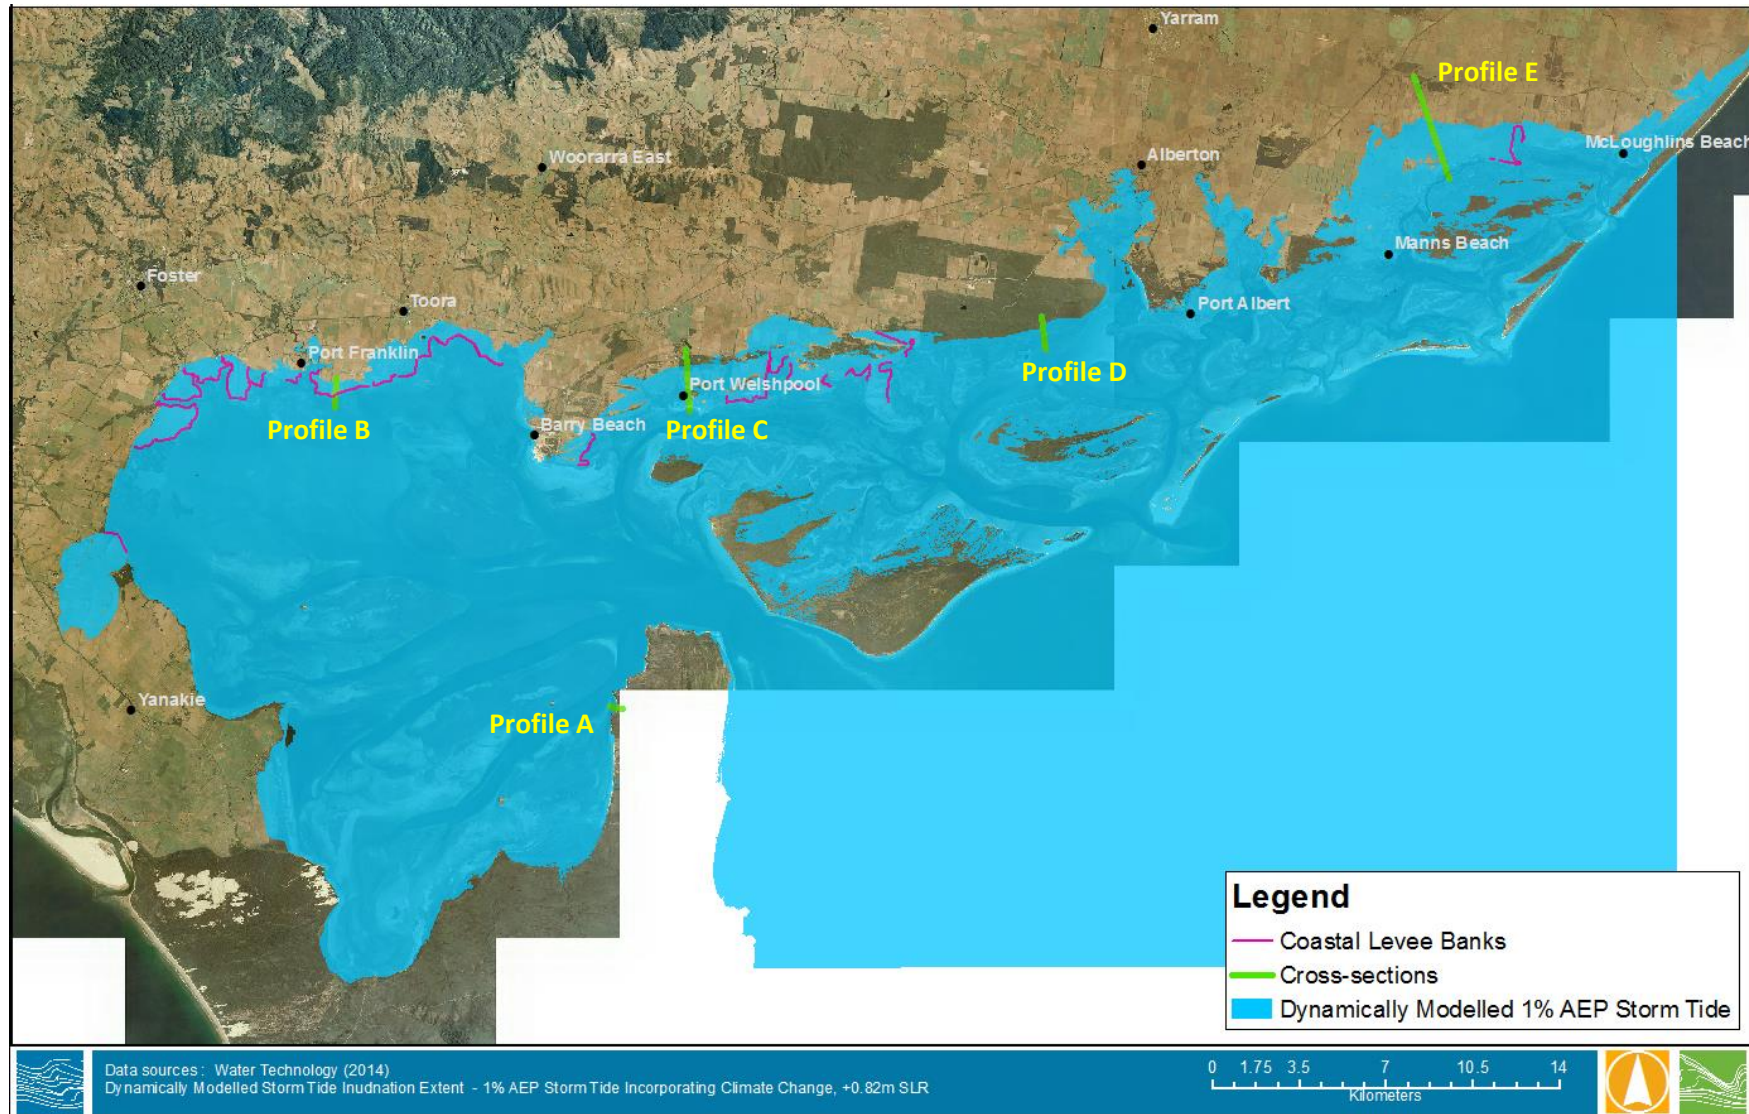 Yarram
Profile E
McLoughlins Beach
Woorarra East
Alberton
Manns Beach
Foster
Toora
Port Albert
Port Franklin
Profile D
Port Welshpool
Profile B
Barry Beach
Profile C
Yanakie
Profile A
Legend
Coastal Levee Banks
Cross-sections
Dynamically Modelled 1% AEP Storm Tide
Data sources: Water Technology (2014)
Dynamically Modelled Storm Tide Inudnation Extent - 1% AEP Storm Tide Incorporating Climate Change, +0.82m SLR
0 1.75 3.5 7 10.5 14
Kilometers